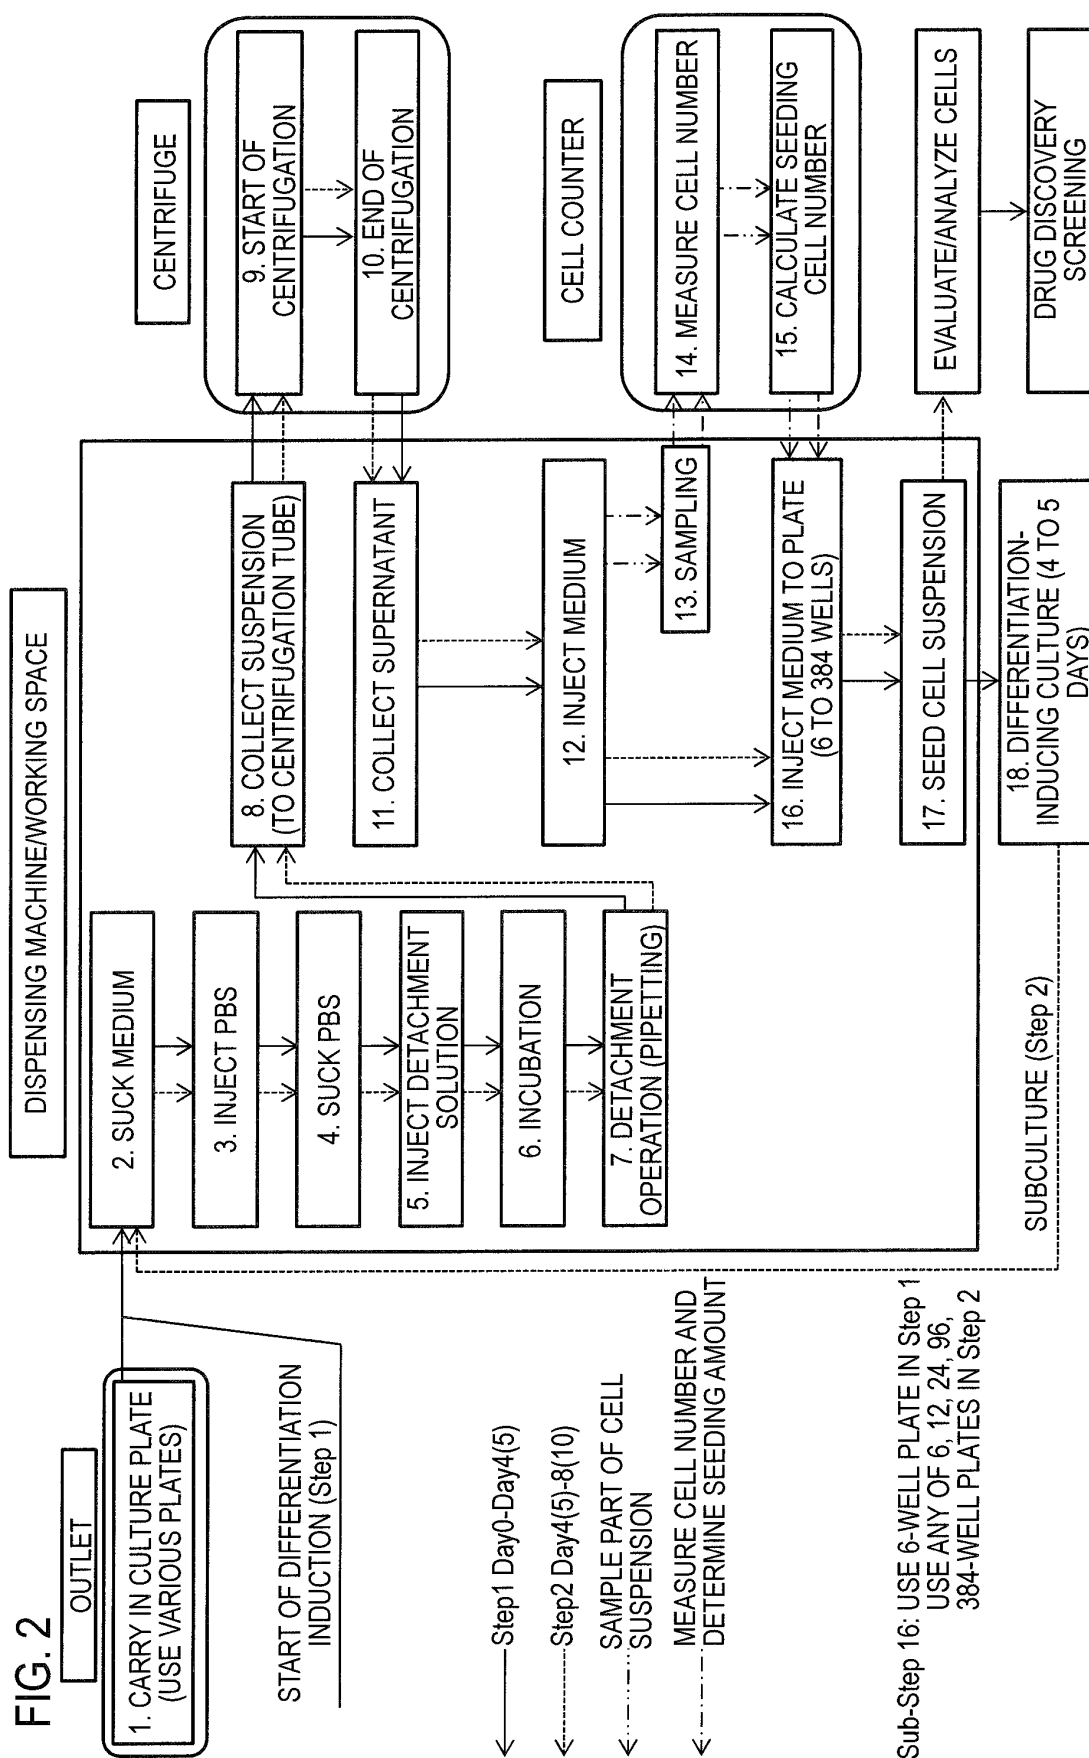 FIG. 2
OUTLET
1. CARRY IN CULTURE PLATE
(USE VARIOUS PLATES)
START OF DIFFERENTIATION
INDUCTION (Step 1)
DISPENSING MACHINE/WORKING SPACE
2. SUCK MEDIUM
3. INJECT PBS
4. SUCK PBS
5. INJECT DETACHMENT
SOLUTION
6. INCUBATION
7. DETACHMENT
OPERATION (PIPETTING)
8. COLLECT SUSPENSION
(TO CENTRIFUGATION TUBE)
CENTRIFUGE
9. START OF
CENTRIFUGATION
10. END OF
CENTRIFUGATION
11. COLLECT SUPERNATANT
12. INJECT MEDIUM
13. SAMPLING
CELL COUNTER
14. MEASURE CELL NUMBER
15. CALCULATE SEEDING
CELL NUMBER
16. INJECT MEDIUM TO PLATE
(6 TO 384 WELLS)
17. SEED CELL SUSPENSION
18. DIFFERENTIATION-
INDUCING CULTURE (4 TO 5
DAYS)
EVALUATE/ANALYZE CELLS
DRUG DISCOVERY
SCREENING
SUBCULTURE (Step 2)
Step1 Day0-Day4(5)
Step2 Day4(5)-8(10)
SAMPLE PART OF CELL
SUSPENSION
MEASURE CELL NUMBER AND
DETERMINE SEEDING AMOUNT
Sub-Step 16: USE 6-WELL PLATE IN Step 1
USE ANY OF 6, 12, 24, 96,
384-WELL PLATES IN Step 2